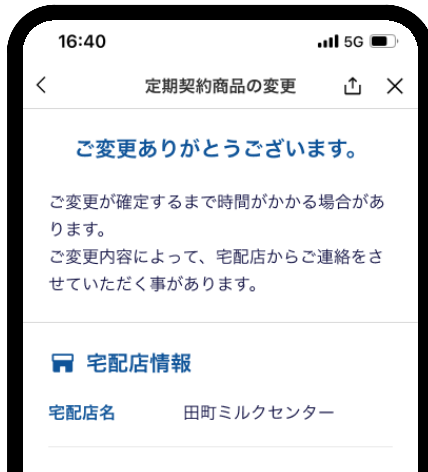 16:40 5G
定期契約商品の変更
ご変更ありがとうございます。
ご変更が確定するまで時間がかかる場合があ
ります。
ご変更内容によって、宅配店からご連絡をさ
せていただく事があります。
宅配店情報
宅配店名 田町ミルクセンター